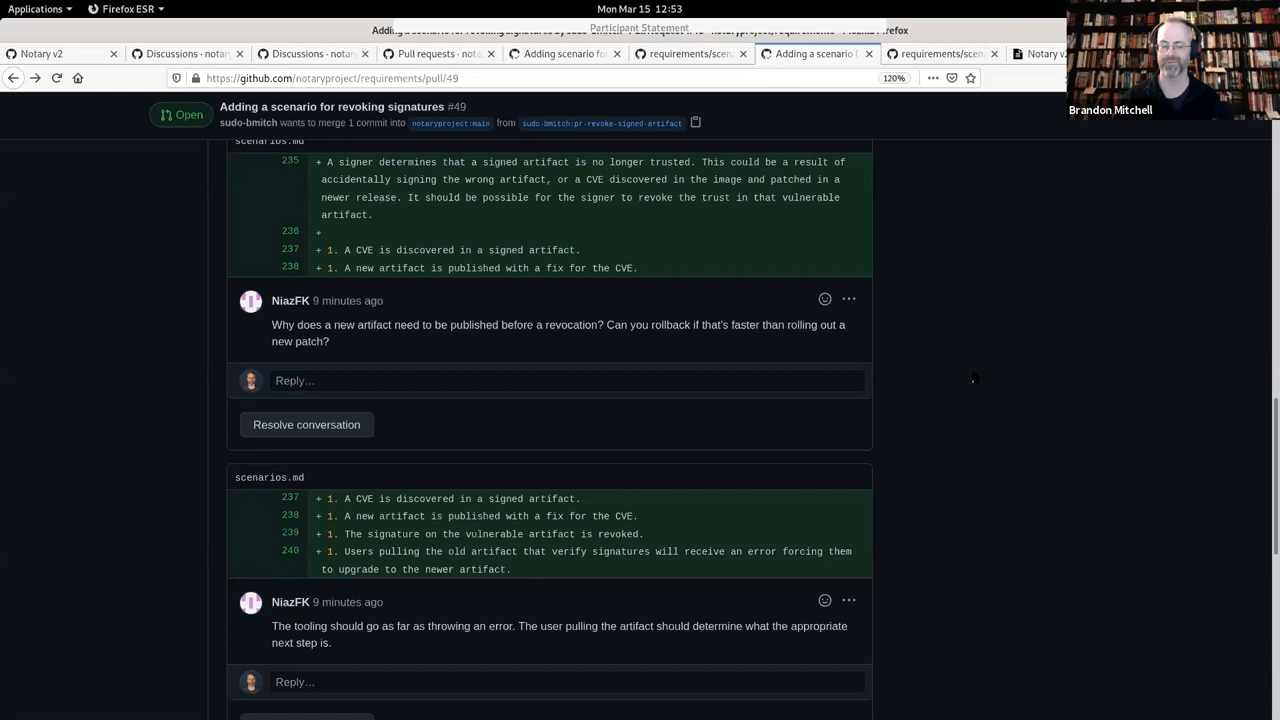 Applications
Firefox ESR
Mon Mar 15 12:53
Participant Statement
Notary v2
Discussions - notary
Discussions - notar
Pull requests - nota
Adding scenario fo
requirements/scen
Adding a scenario f
requirements/scen
Notary v
https://github.com/notaryproject/requirements/pull/49
120%
Brandon Mitchell
Open
Adding a scenario for revoking signatures #49
sudo-bmitch wants to merge 1 commit into notaryproject:main from sudo-bmitch:pr-revoke-signed-artifact
scenarios.md
235 + A signer determines that a signed artifact is no longer trusted. This could be a result of
accidentally signing the wrong artifact, or a CVE discovered in the image and patched in a
newer release. It should be possible for the signer to revoke the trust in that vulnerable
artifact.
236 +
237 + 1. A CVE is discovered in a signed artifact.
238 + 1. A new artifact is published with a fix for the CVE.
NiazFK 9 minutes ago
Why does a new artifact need to be published before a revocation? Can you rollback if that's faster than rolling out a
new patch?
Reply…
Resolve conversation
scenarios.md
237 + 1. A CVE is discovered in a signed artifact.
238 + 1. A new artifact is published with a fix for the CVE.
239 + 1. The signature on the vulnerable artifact is revoked.
240 + 1. Users pulling the old artifact that verify signatures will receive an error forcing them
to upgrade to the newer artifact.
NiazFK 9 minutes ago
The tooling should go as far as throwing an error. The user pulling the artifact should determine what the appropriate
next step is.
Reply…